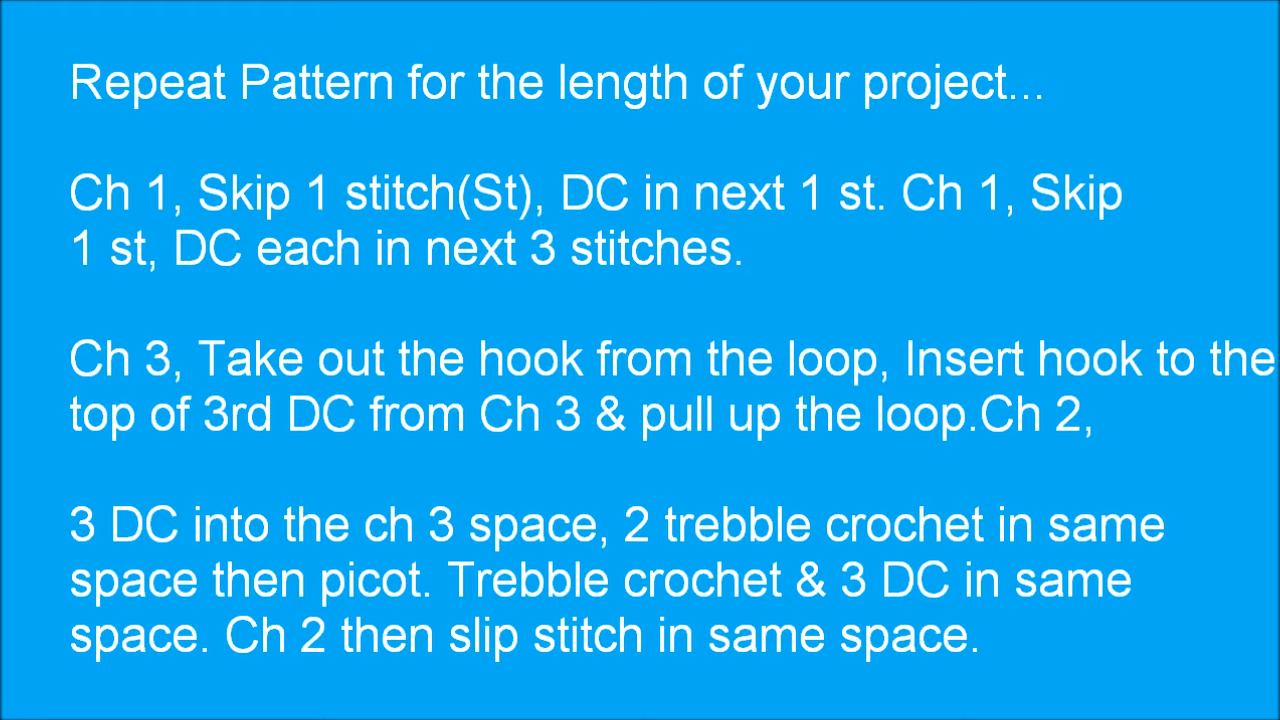 Repeat Pattern for the length of your project...
Ch 1, Skip 1 stitch(St), DC in next 1 st. Ch 1, Skip
1 st, DC each in next 3 stitches.
Ch 3, Take out the hook from the loop, Insert hook to the
top of 3rd DC from Ch 3 & pull up the loop.Ch 2,
3 DC into the ch 3 space, 2 trebble crochet in same
space then picot. Trebble crochet & 3 DC in same
space. Ch 2 then slip stitch in same space.